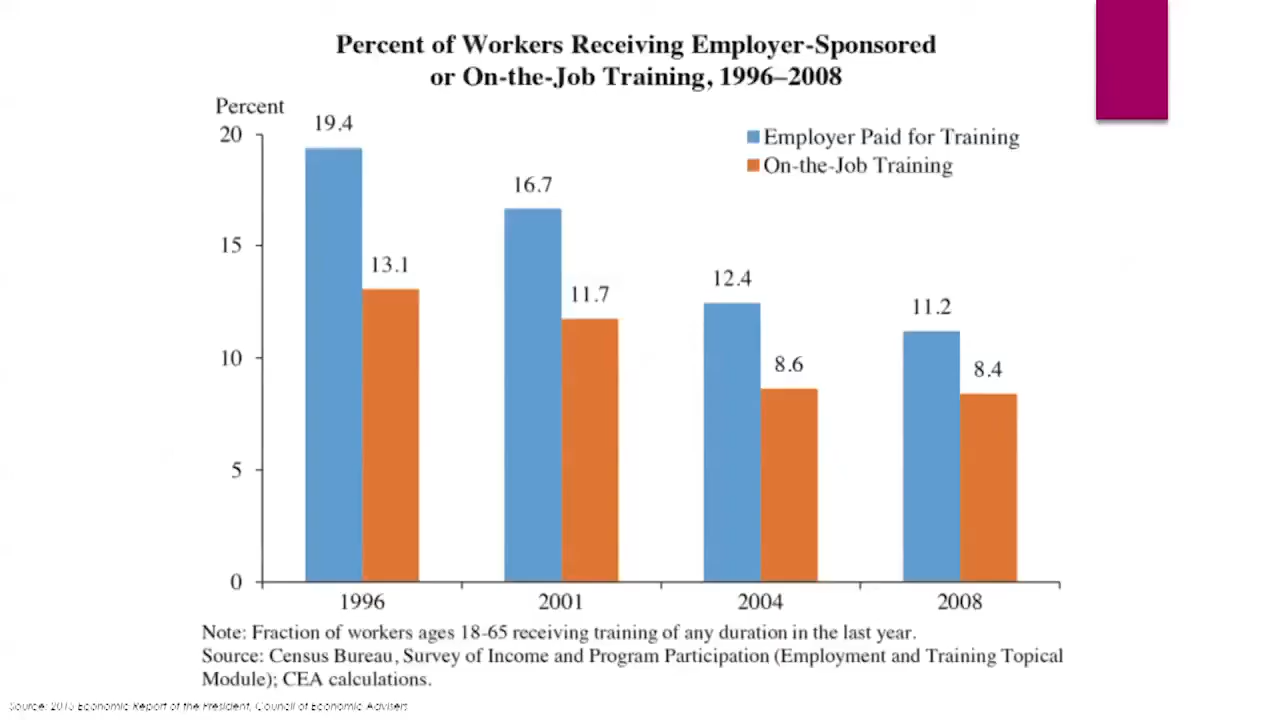 Percent of Workers Receiving Employer-Sponsored
or On-the-Job Training, 1996–2008
Percent
20
15
10
5
0
Employer Paid for Training
On-the-Job Training
19.4
13.1
16.7
11.7
12.4
8.6
11.2
8.4
1996
2001
2004
2008
Note: Fraction of workers ages 18-65 receiving training of any duration in the last year.
Source: Census Bureau, Survey of Income and Program Participation (Employment and Training Topical
Module); CEA calculations.
Source: Economic Report of the President, Council of Economic Advisers